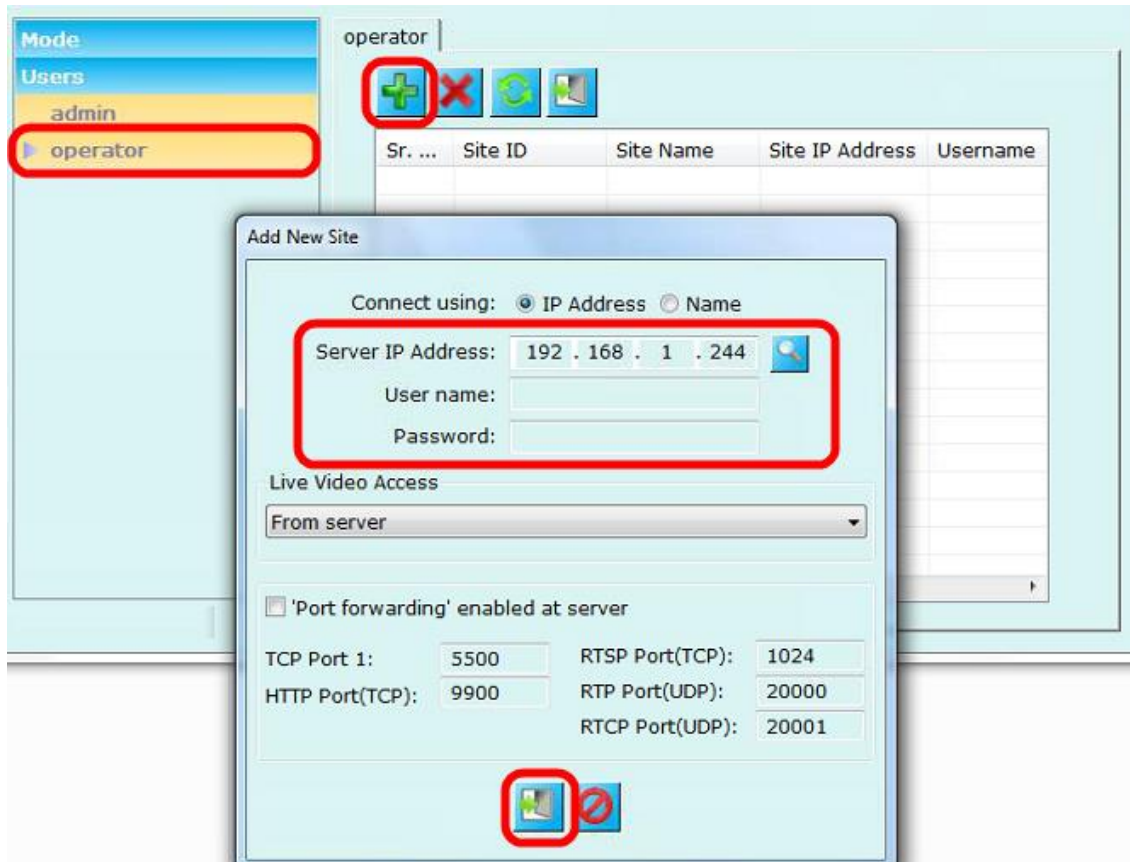 Mode
Users
admin
operator
operator
Sr. ... Site ID Site Name Site IP Address Username
Add New Site
Connect using: IP Address Name
Server IP Address: 192 . 168 . 1 . 244
User name:
Password:
Live Video Access
From server
'Port forwarding' enabled at server
TCP Port 1: 5500 RTSP Port(TCP): 1024
HTTP Port(TCP): 9900 RTP Port(UDP): 20000
RTCP Port(UDP): 20001